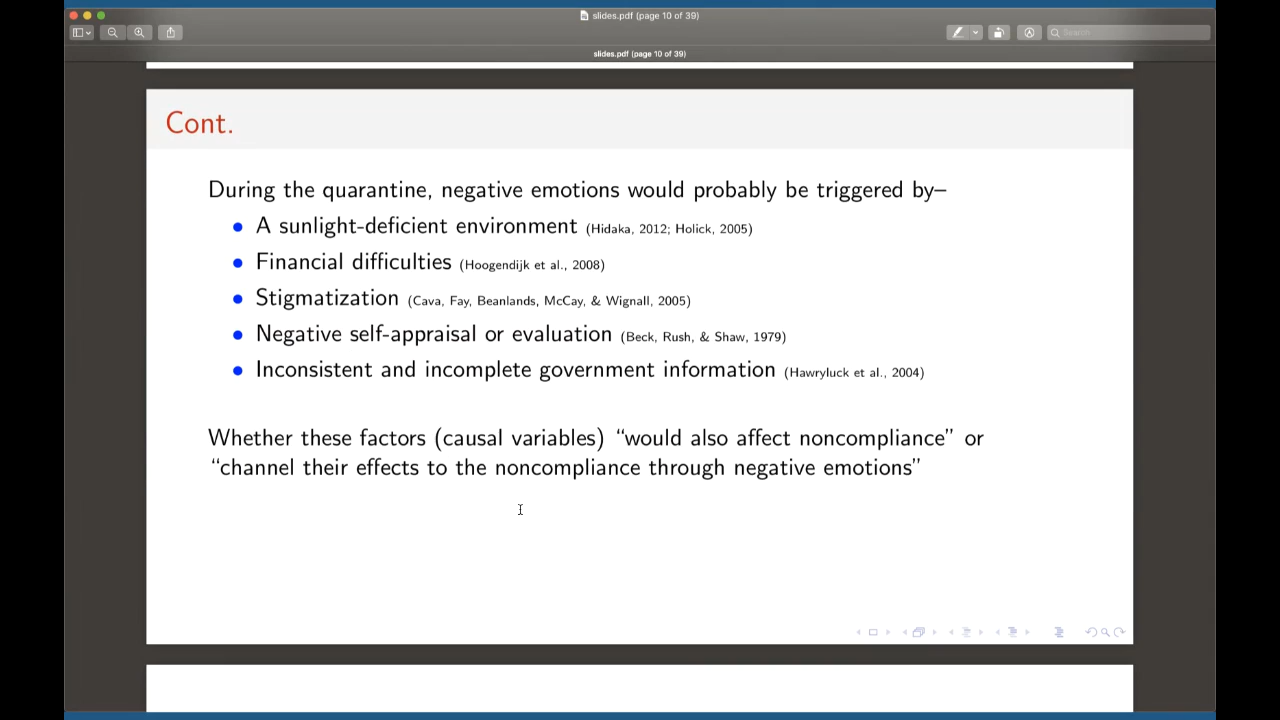 slides.pdf (page 10 of 39)
Search
slides.pdf (page 10 of 39)
Cont.
During the quarantine, negative emotions would probably be triggered by–
• A sunlight-deficient environment (Hidaka, 2012; Holick, 2005)
• Financial difficulties (Hoogendijk et al., 2008)
• Stigmatization (Cava, Fay, Beanlands, McCay, & Wignall, 2005)
• Negative self-appraisal or evaluation (Beck, Rush, & Shaw, 1979)
• Inconsistent and incomplete government information (Hawryluck et al., 2004)
Whether these factors (causal variables) “would also affect noncompliance” or
“channel their effects to the noncompliance through negative emotions”